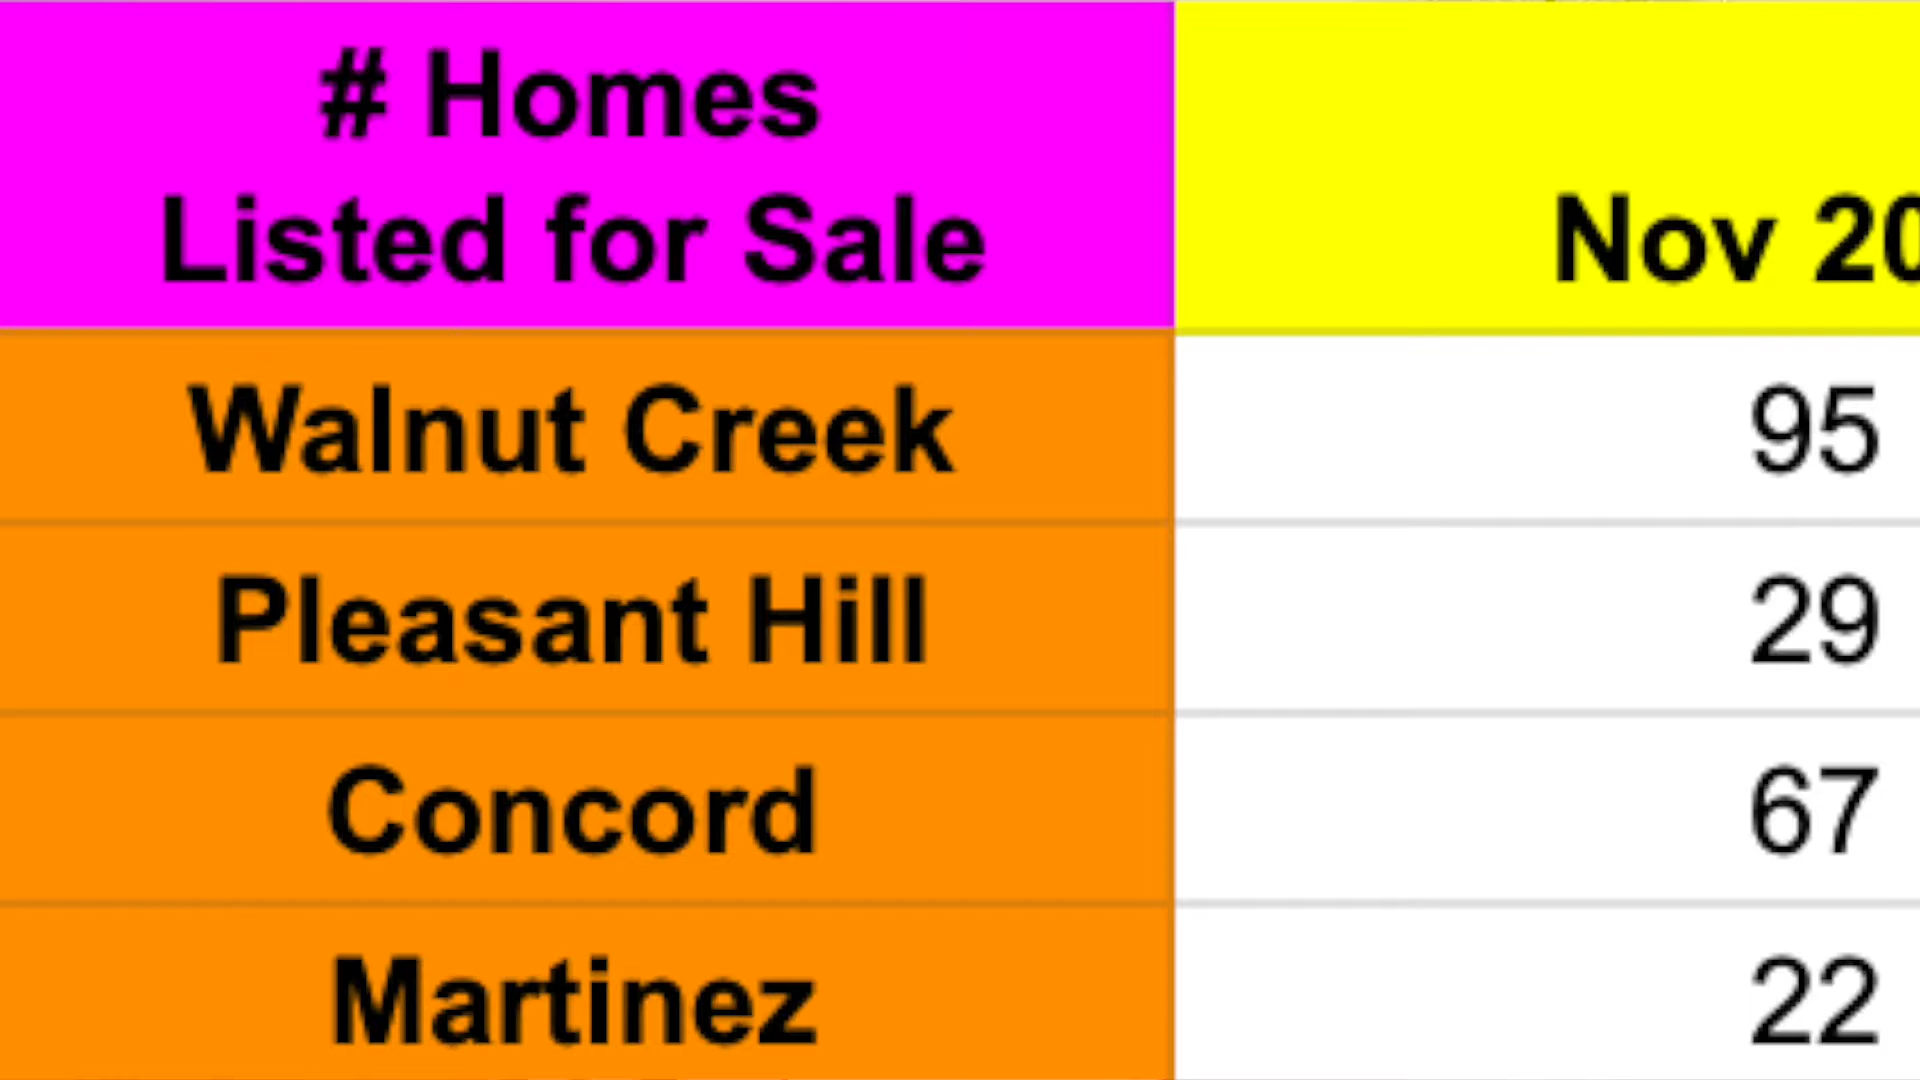 # Homes
Listed for Sale
Nov 20
Walnut Creek 95
Pleasant Hill 29
Concord 67
Martinez 22